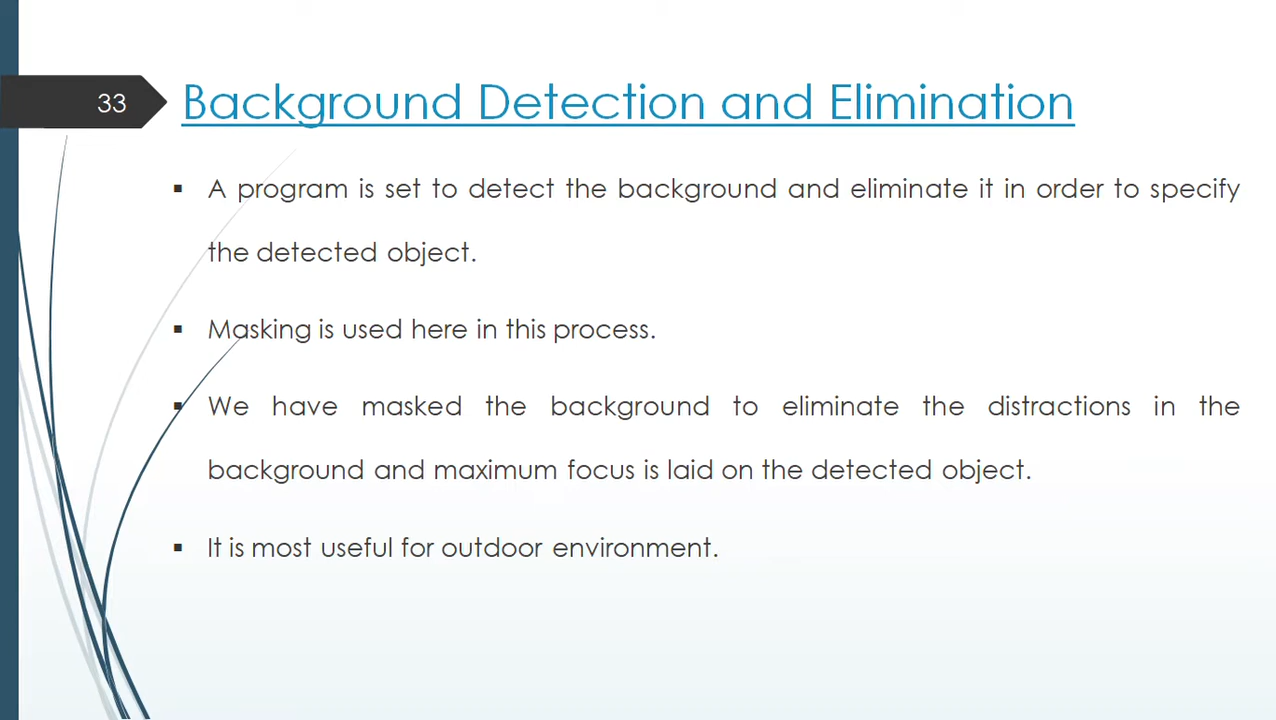 33
Background Detection and Elimination
▪ A program is set to detect the background and eliminate it in order to specify
the detected object.
▪ Masking is used here in this process.
▪ We have masked the background to eliminate the distractions in the
background and maximum focus is laid on the detected object.
▪ It is most useful for outdoor environment.